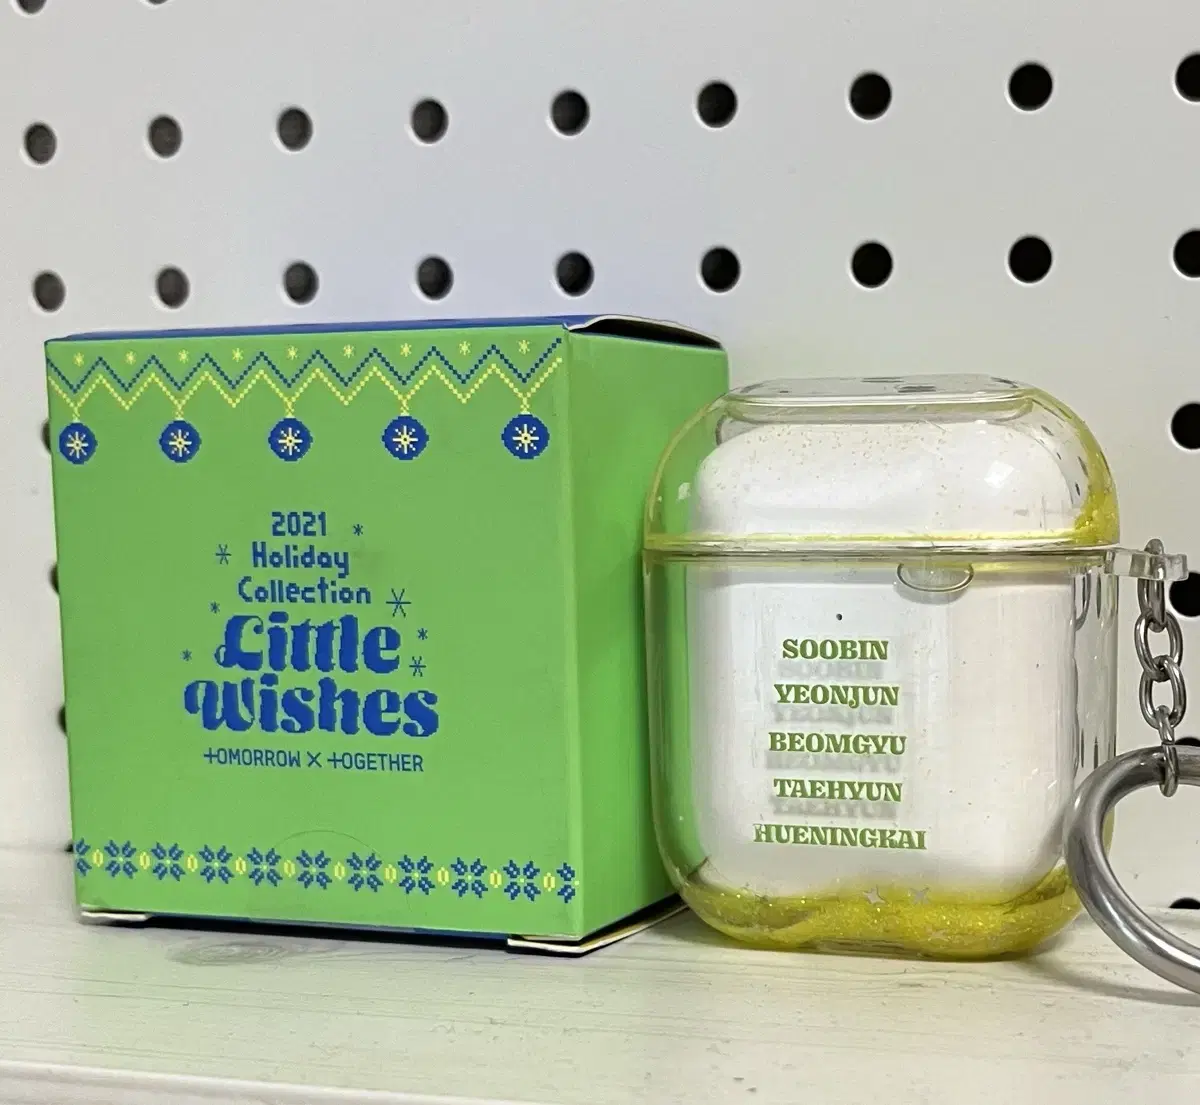 2021
Holiday
Collection
Little
Wishes
TOMORROW X TOGETHER
SOOBIN
YEONJUN
BEOMGYU
TAEHYUN
HUENINGKAI